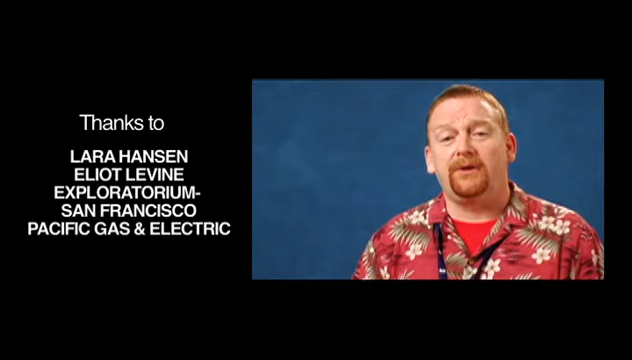 Thanks to
LARA HANSEN
ELIOT LEVINE
EXPLORATORIUM-
SAN FRANCISCO
PACIFIC GAS & ELECTRIC